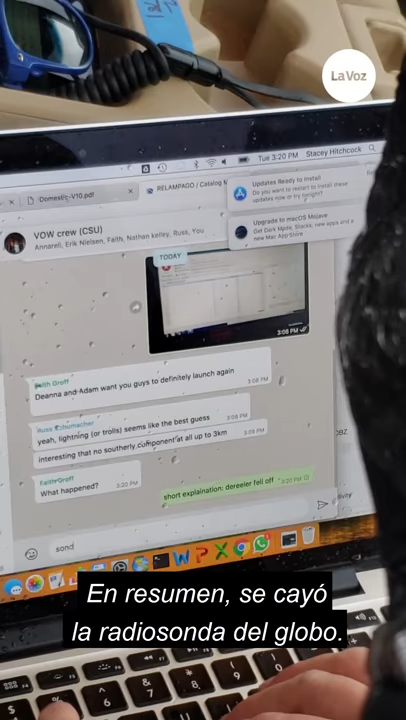 LaVoz
Tue 3:20 PM Stacey Hitchcock
Domestic-V10.pdf
RELAMPADO / Catalog M
Updates Ready to Install
Do you want to restart to install these
updates now or try tonight?
Upgrade to macOS Mojave
Get Dark Mode, Stacks, new apps and a
new Mac App Store
VOW crew (CSU)
Annareli, Erik Nielsen, Faith, Nathan kelley, Russ, You
TODAY
3:08 PM
Faith Groff
Deanna and Adam want you guys to definitely launch again
3:08 PM
Russ Schumacher
yeah, lightning (or trolls) seems like the best guess
3:08 PM
interesting that no southerly component at all up to 3km
3:08 PM
Faith Groff
What happened?
3:20 PM
short explaination: dereeler fell off
3:20 PM
sond
En resumen, se cayó
la radiosonda del globo.